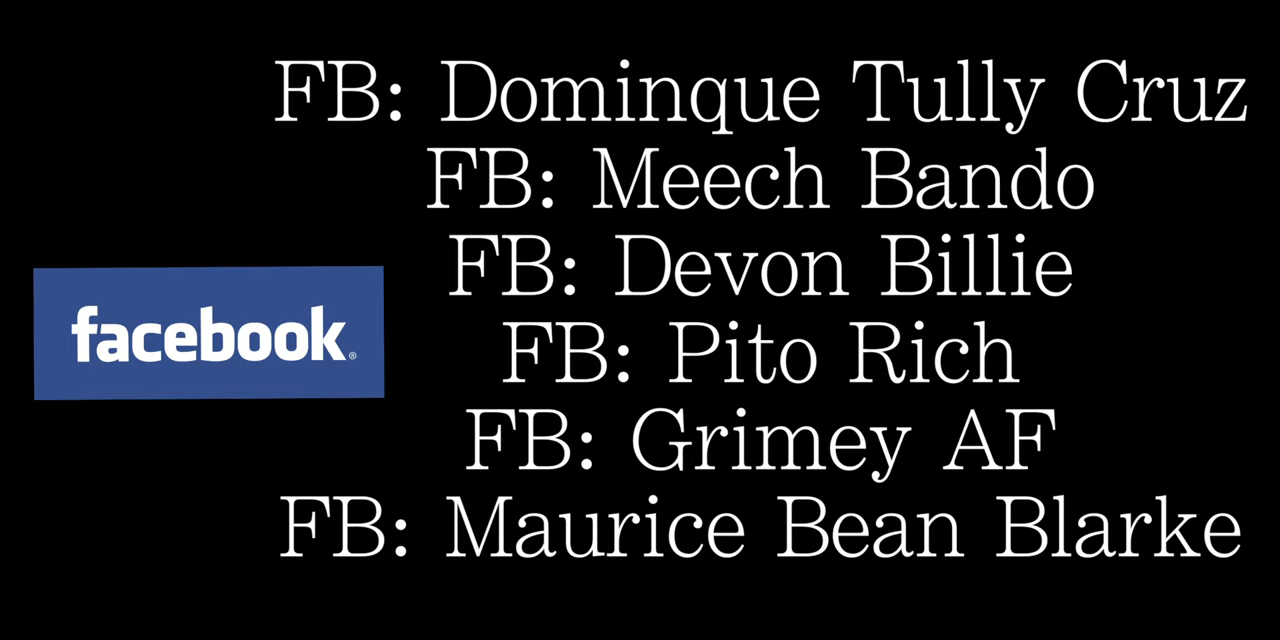 FB: Dominque Tully Cruz
FB: Meech Bando
FB: Devon Billie
facebook®
FB: Pito Rich
FB: Grimey AF
FB: Maurice Bean Blarke